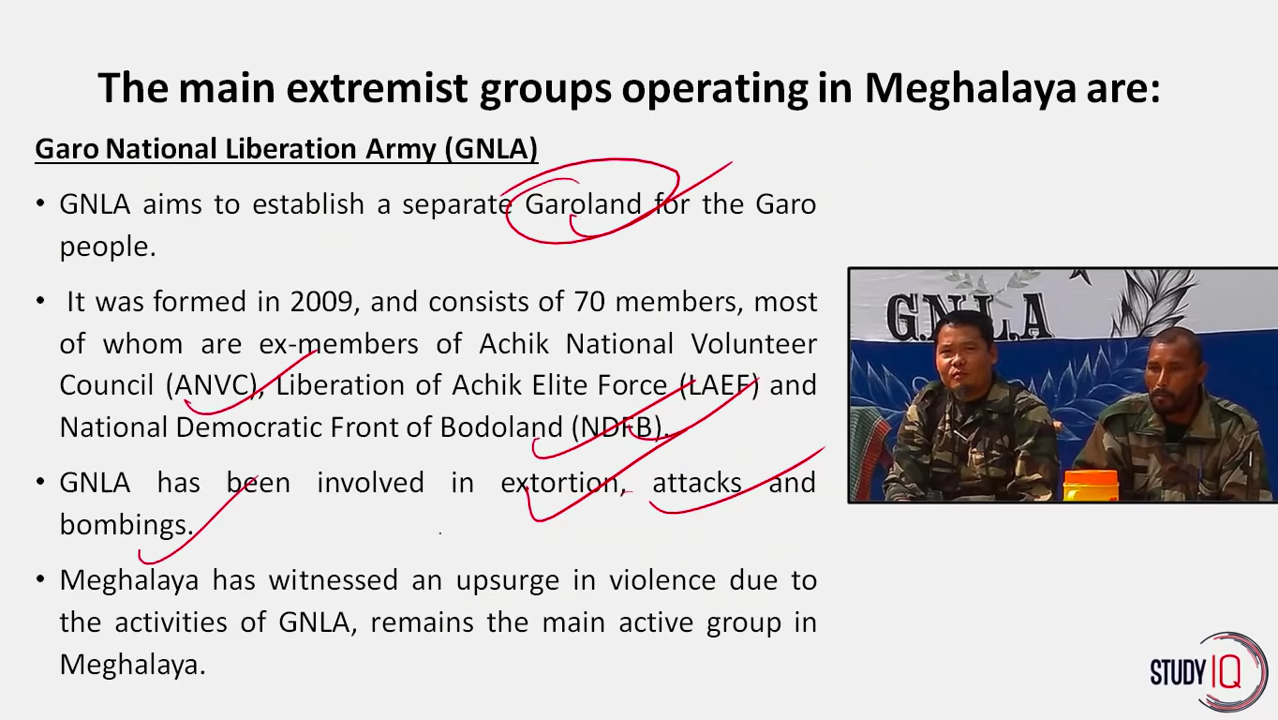 The main extremist groups operating in Meghalaya are:
Garo National Liberation Army (GNLA)
• GNLA aims to establish a separate Garoland for the Garo
people.
• It was formed in 2009, and consists of 70 members, most
of whom are ex-members of Achik National Volunteer
Council (ANVC), Liberation of Achik Elite Force (LAEF) and
National Democratic Front of Bodoland (NDFB).
• GNLA has been involved in extortion, attacks and
bombings.
• Meghalaya has witnessed an upsurge in violence due to
the activities of GNLA, remains the main active group in
Meghalaya.
G.N.L.A
STUDY IQ